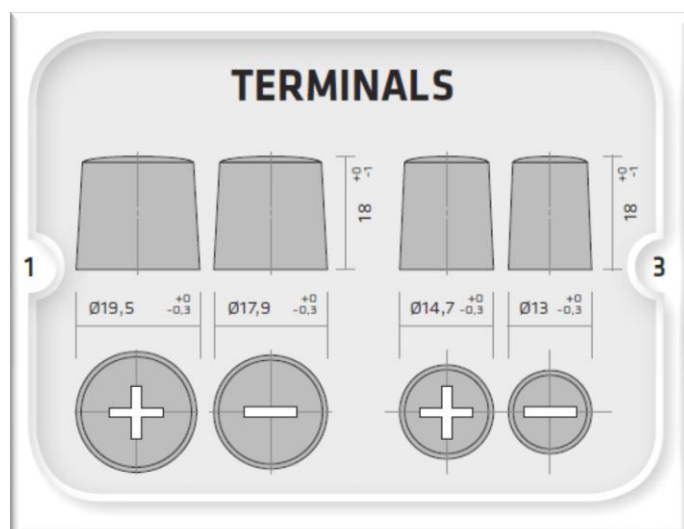 TERMINALS
18 +0 -1
18 +0 -1
1
3
Ø19,5 +0 -0,3
Ø17,9 +0 -0,3
Ø14,7 +0 -0,3
Ø13 +0 -0,3